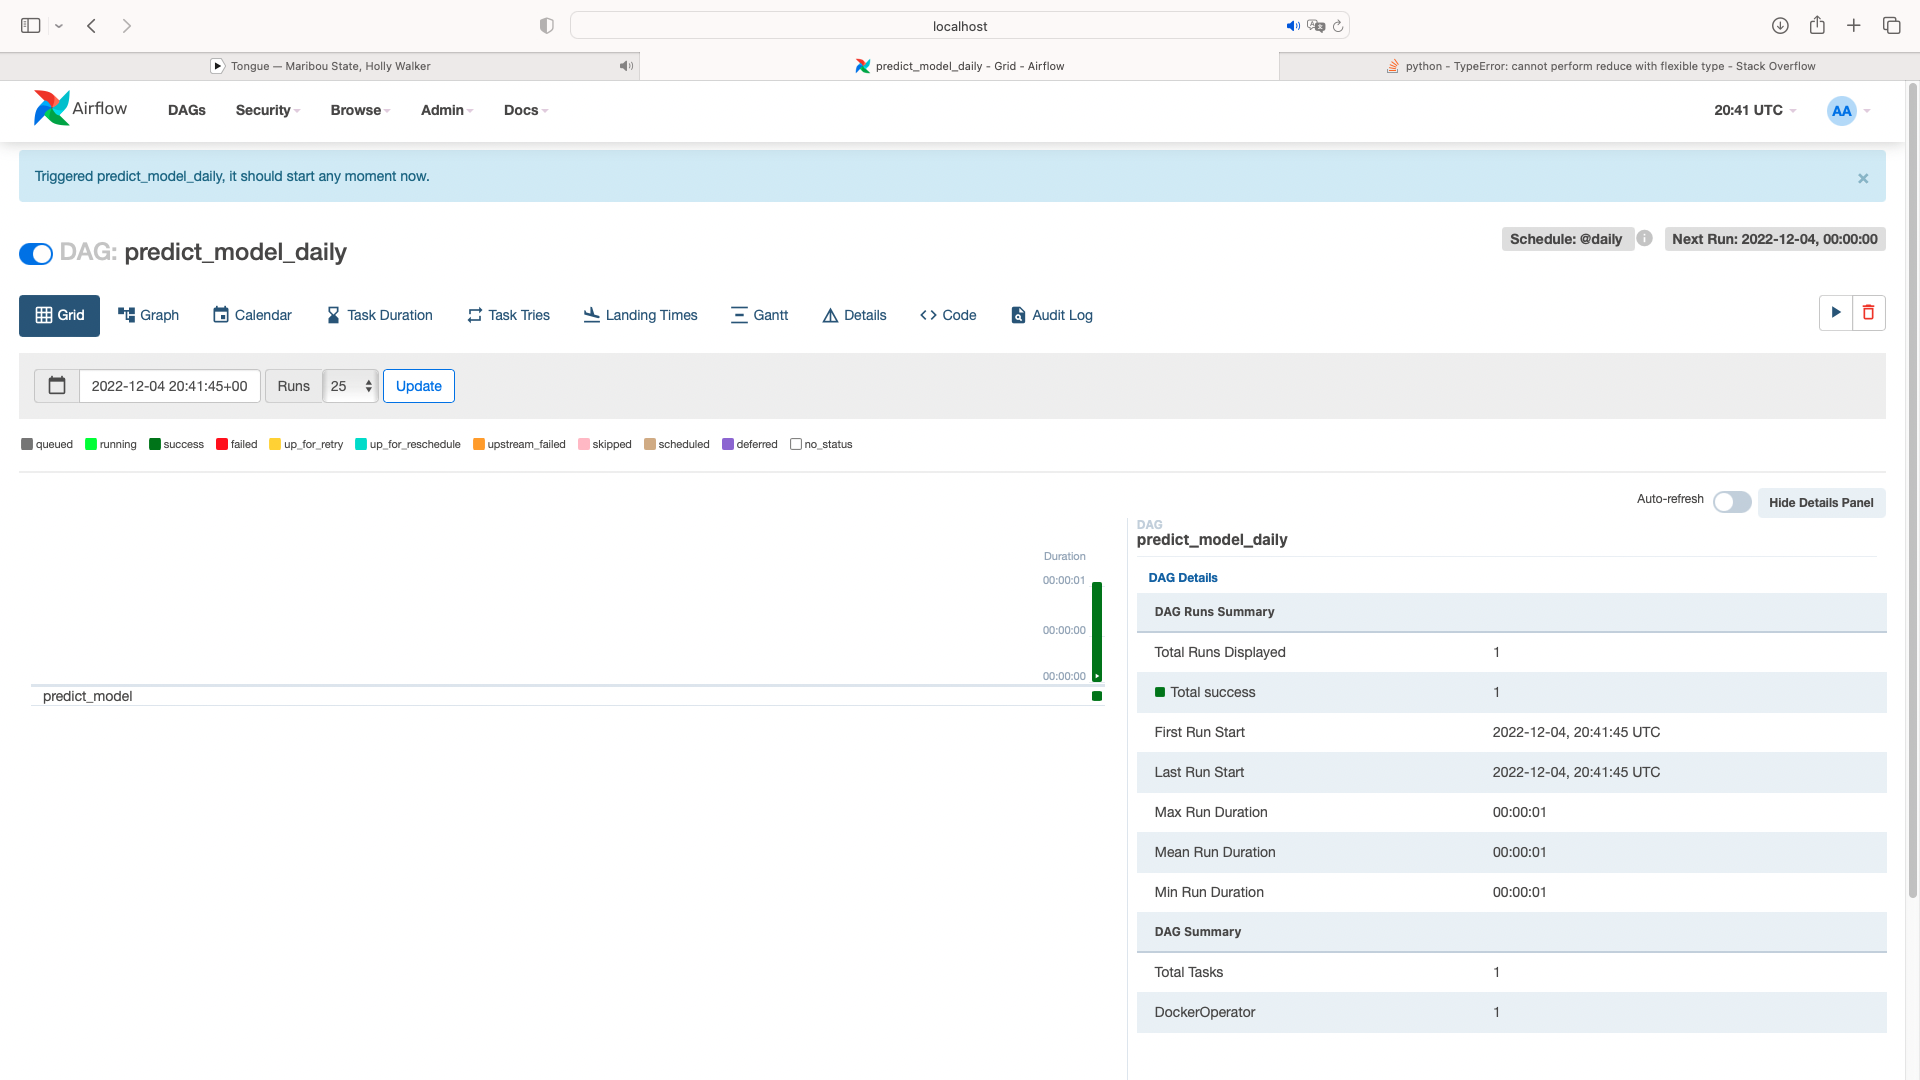 localhost
Tongue — Maribou State, Holly Walker
predict_model_daily - Grid - Airflow
python - TypeError: cannot perform reduce with flexible type - Stack Overflow
Airflow DAGs Security Browse Admin Docs 20:41 UTC AA
Triggered predict_model_daily, it should start any moment now. ×
DAG: predict_model_daily
Schedule: @daily Next Run: 2022-12-04, 00:00:00
Grid Graph Calendar Task Duration Task Tries Landing Times Gantt Details Code Audit Log
2022-12-04 20:41:45+00 Runs 25 Update
queued running success failed up_for_retry up_for_reschedule upstream_failed skipped scheduled deferred no_status
Auto-refresh Hide Details Panel
Duration
00:00:01
00:00:00
00:00:00
predict_model
DAG
predict_model_daily
DAG Details
DAG Runs Summary
Total Runs Displayed 1
Total success 1
First Run Start 2022-12-04, 20:41:45 UTC
Last Run Start 2022-12-04, 20:41:45 UTC
Max Run Duration 00:00:01
Mean Run Duration 00:00:01
Min Run Duration 00:00:01
DAG Summary
Total Tasks 1
DockerOperator 1